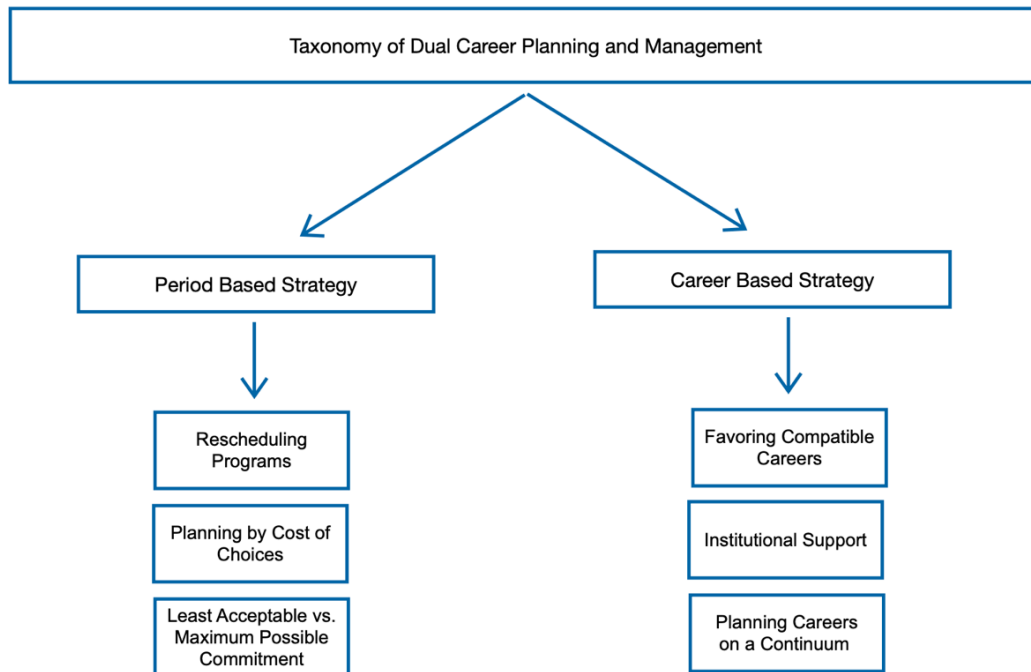 Taxonomy of Dual Career Planning and Management
Period Based Strategy
Career Based Strategy
Rescheduling
Programs
Planning by Cost of
Choices
Least Acceptable vs.
Maximum Possible
Commitment
Favoring Compatible
Careers
Institutional Support
Planning Careers
on a Continuum